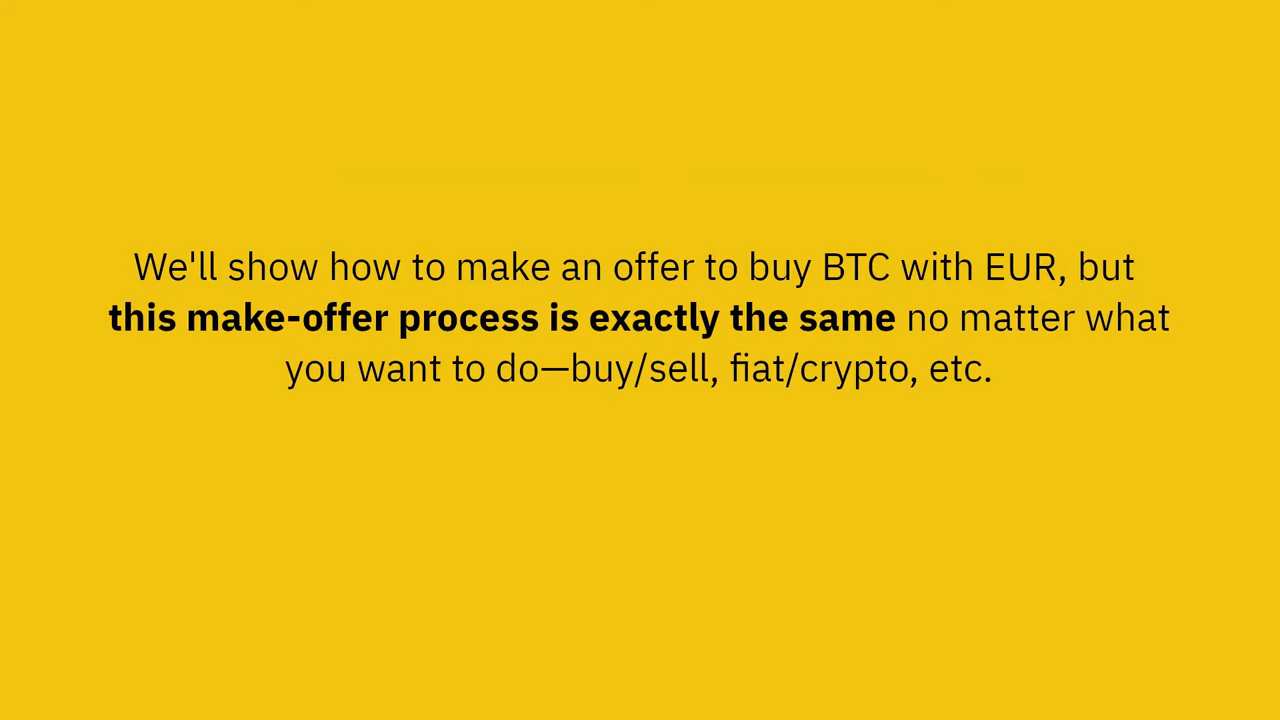 We'll show how to make an offer to buy BTC with EUR, but
this make-offer process is exactly the same no matter what
you want to do—buy/sell, fiat/crypto, etc.